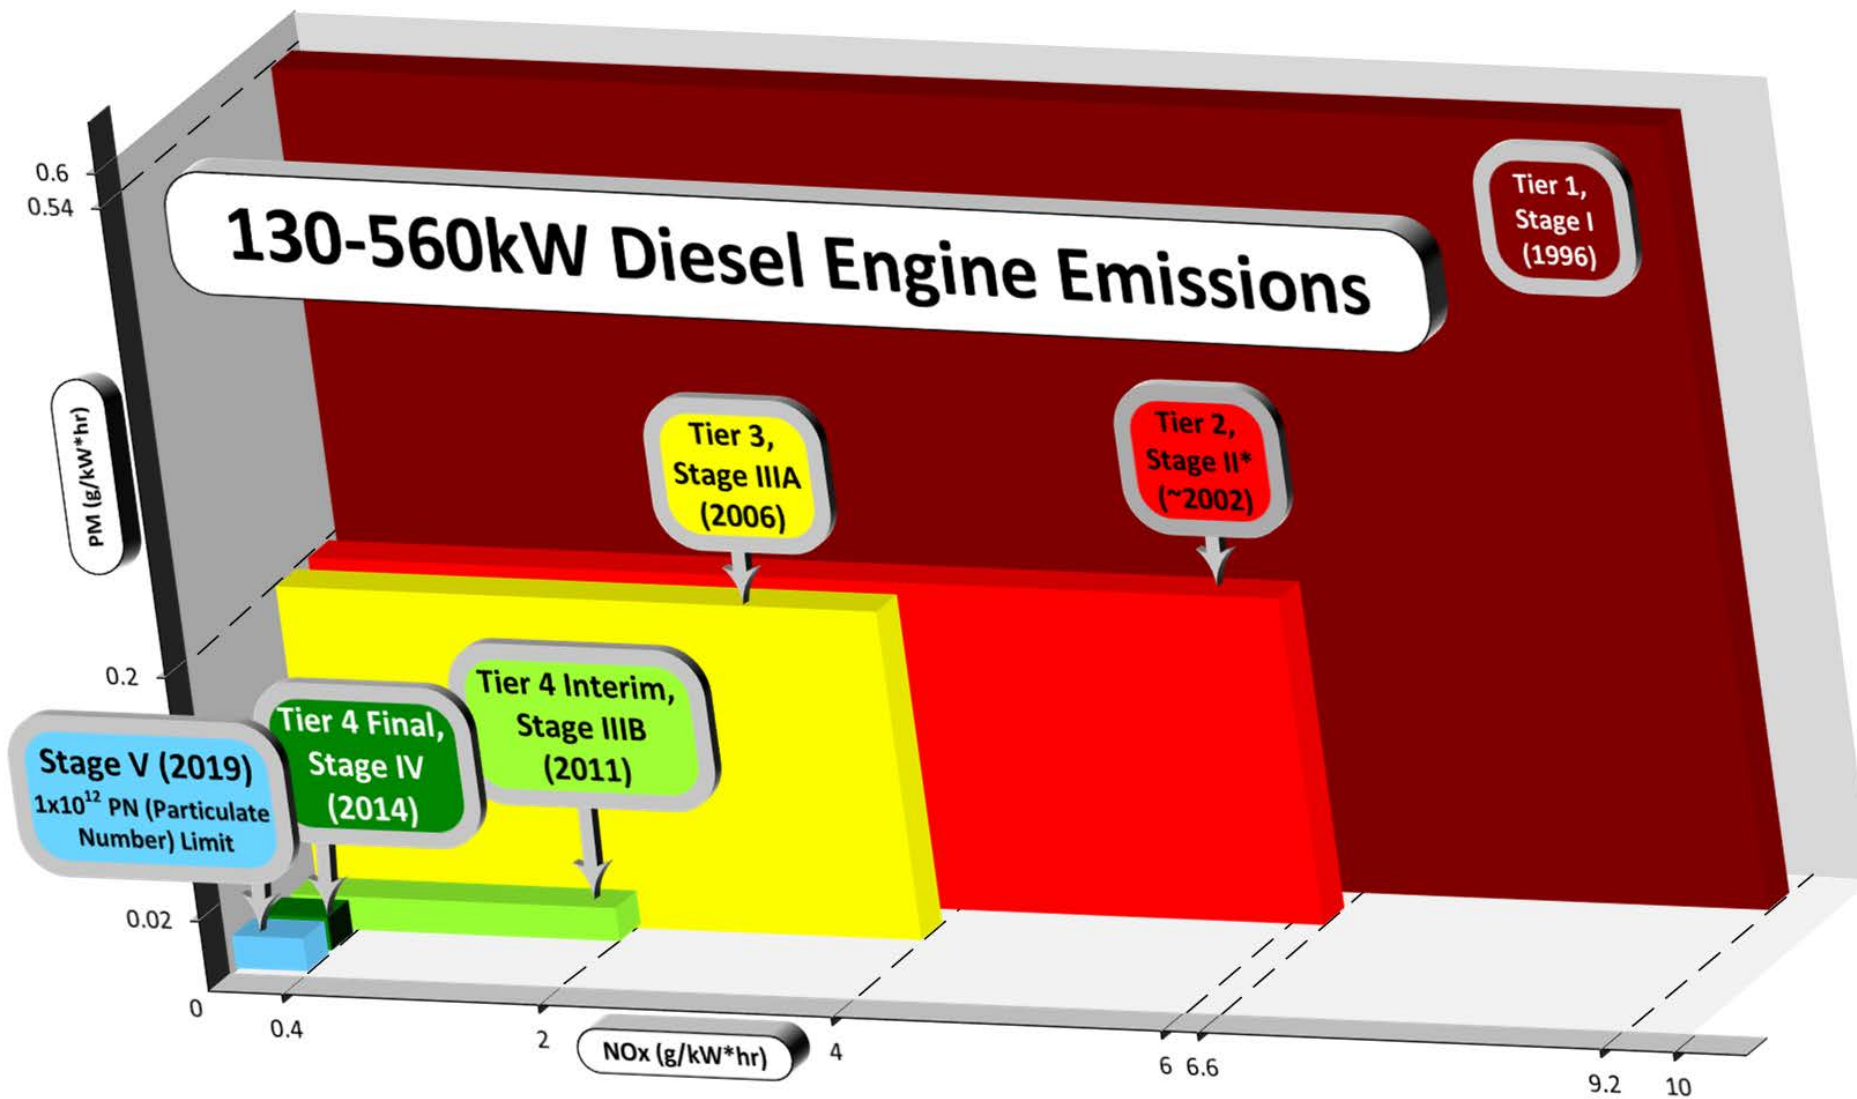 130-560kW Diesel Engine Emissions
Tier 1,
Stage I
(1996)
Tier 2,
Stage II*
(~2002)
Tier 3,
Stage IIIA
(2006)
Tier 4 Interim,
Stage IIIB
(2011)
Tier 4 Final,
Stage IV
(2014)
Stage V (2019)
1x10¹² PN (Particulate
Number) Limit
PM (g/kW*hr)
0.6
0.54
0.2
0.02
0
0.4
2
4
6
6.6
9.2
10
NOx (g/kW*hr)